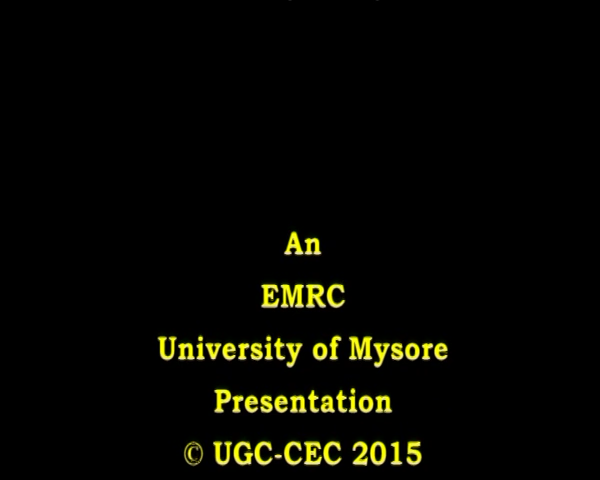 An
EMRC
University of Mysore
Presentation
© UGC-CEC 2015